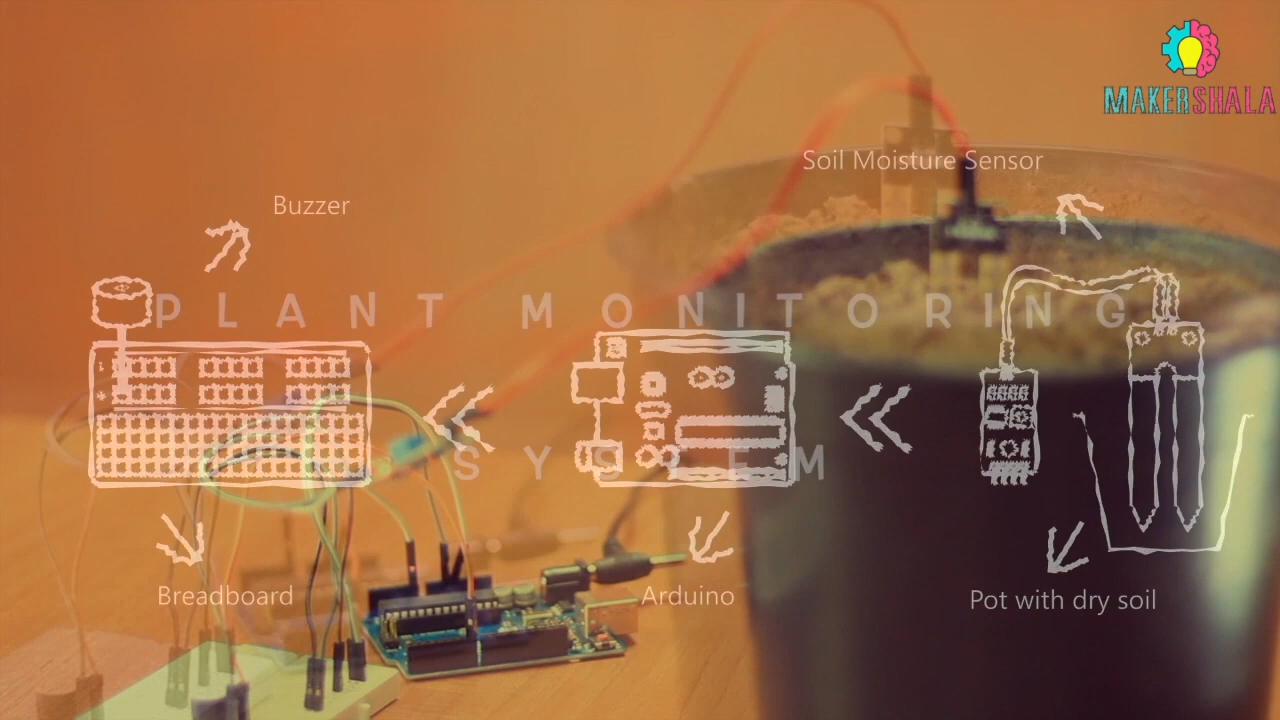 MAKERSHALA
Soil Moisture Sensor
Buzzer
PLANT MONITORING
SYSTEM
Breadboard
Arduino
Pot with dry soil